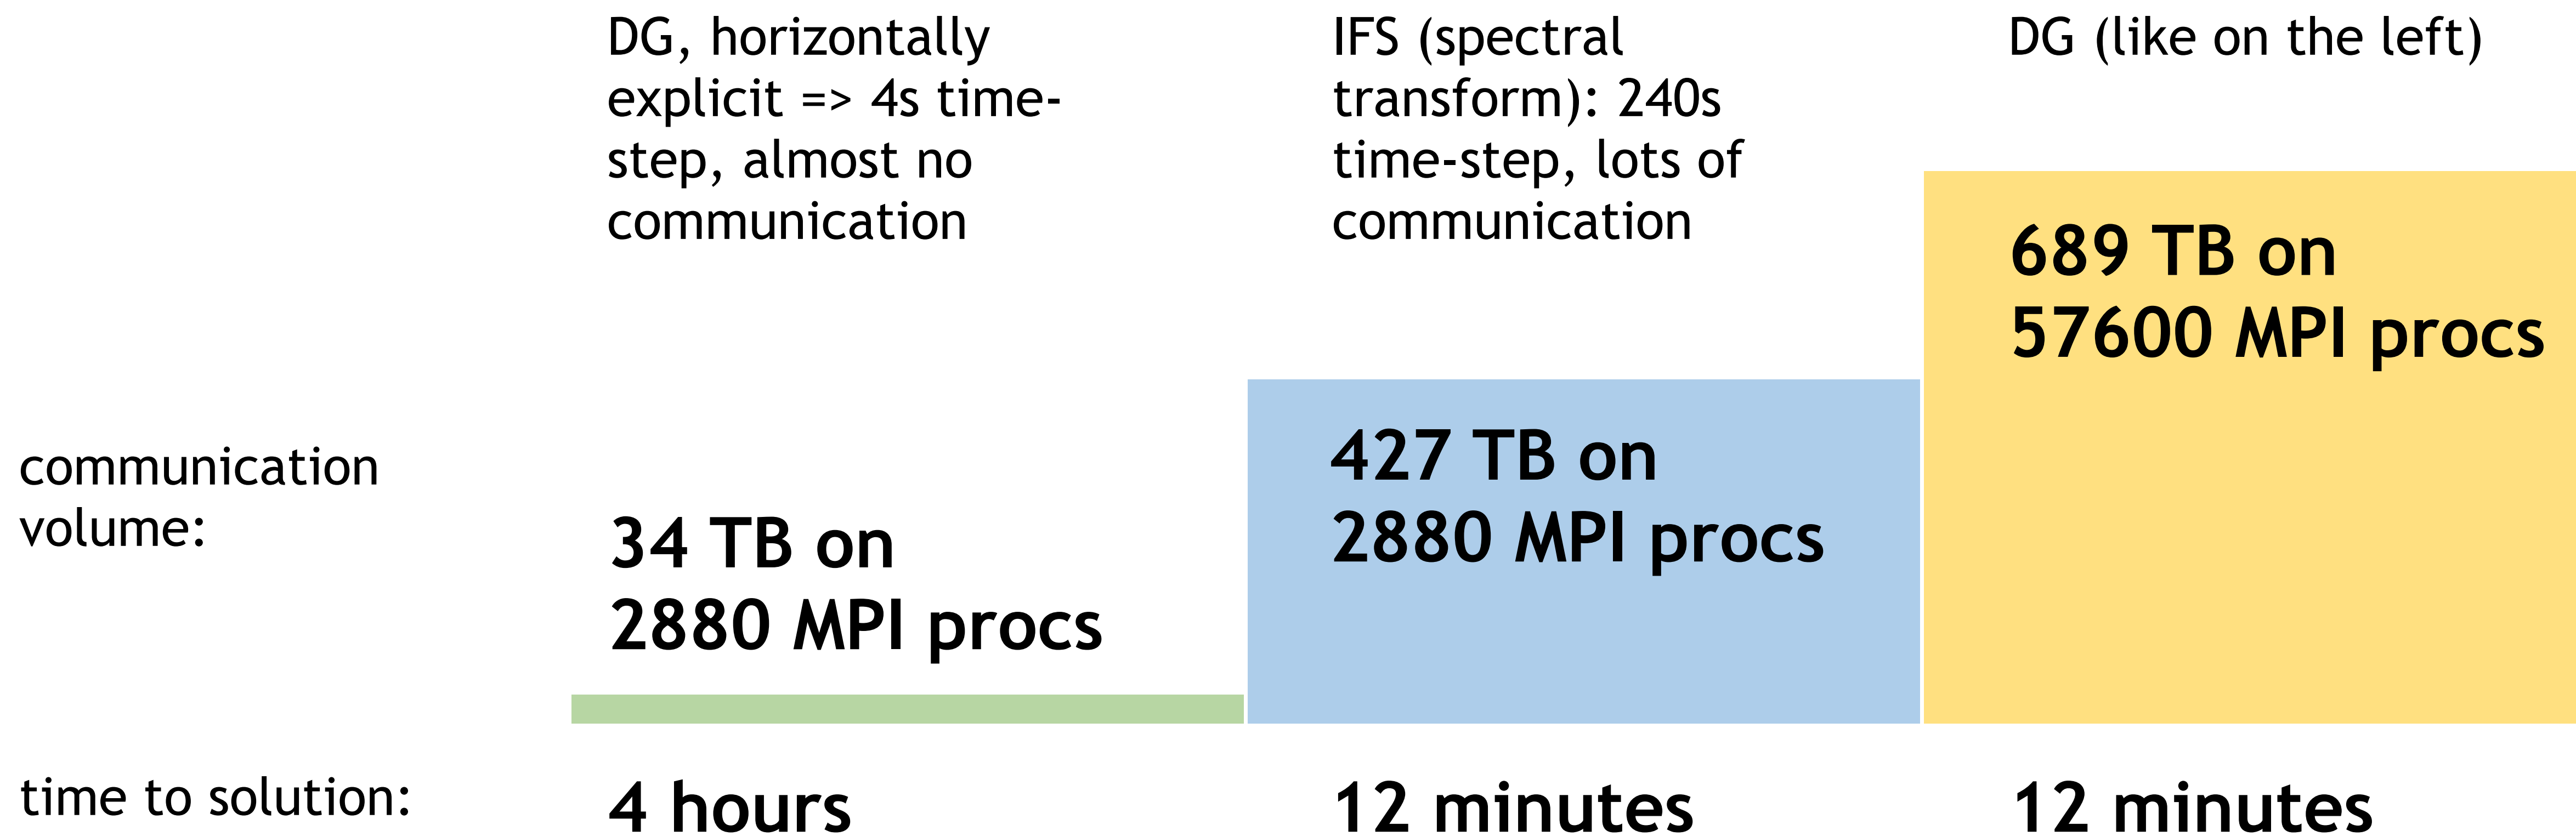 DG, horizontally
explicit => 4s time-
step, almost no
communication
IFS (spectral
transform): 240s
time-step, lots of
communication
DG (like on the left)
communication
volume:
34 TB on
2880 MPI procs
427 TB on
2880 MPI procs
689 TB on
57600 MPI procs
time to solution:
4 hours
12 minutes
12 minutes